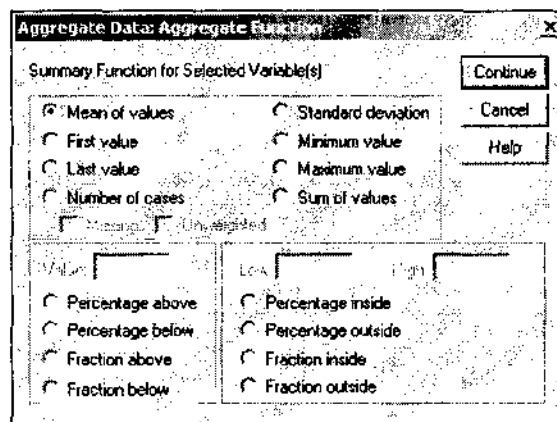 Aggregate Data: Aggregate Function
Summary Function for Selected Variable(s)
Continue
Mean of values
Standard deviation
Cancel
First value
Minimum value
Help
Last value
Maximum value
Number of cases
Sum of values
Missing
Unweighted
Value
Low
High
Percentage above
Percentage inside
Percentage below
Percentage outside
Fraction above
Fraction inside
Fraction below
Fraction outside